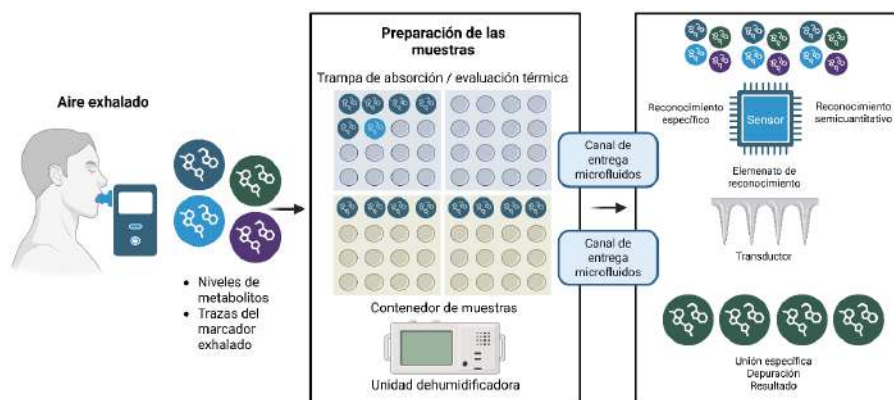 Aire exhalado
• Niveles de
metabolitos
• Trazas del
marcador
exhalado
Preparación de las
muestras
Trampa de absorción / evaluación térmica
Contenedor de muestras
Unidad dehumidificadora
Canal de
entrega
microfluidos
Canal de
entrega
microfluidos
Reconocimiento
específico
Sensor
Reconocimiento
semicuantitativo
Elemenato de
reconocimiento
Transductor
Unión específica
Depuración
Resultado